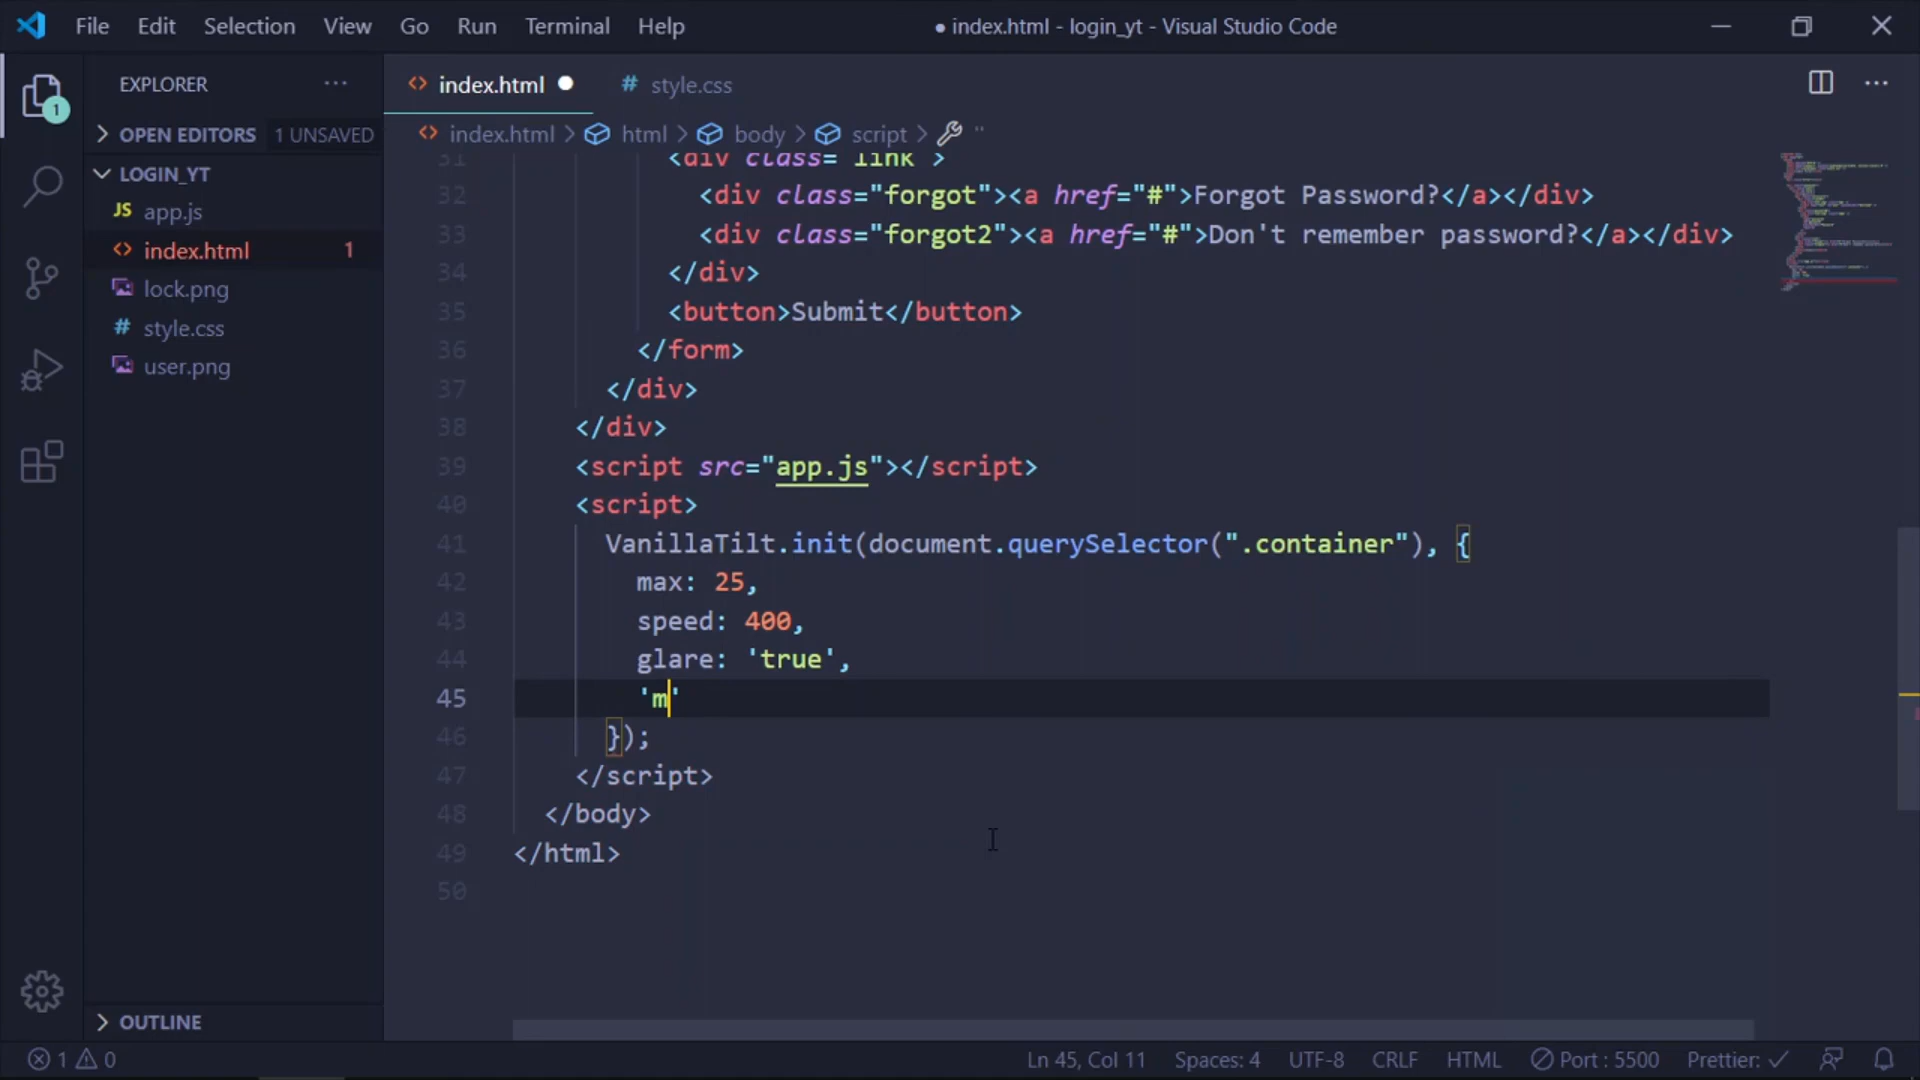 File Edit Selection View Go Run Terminal Help
● index.html - login_yt - Visual Studio Code
EXPLORER ···
index.html
# style.css
OPEN EDITORS 1 UNSAVED
index.html > html > body > script > ''
LOGIN_YT
JS app.js
index.html 1
lock.png
# style.css
user.png
OUTLINE
31 <div class="link">
32 <div class="forgot"><a href="#">Forgot Password?</a></div>
33 <div class="forgot2"><a href="#">Don't remember password?</a></div>
34 </div>
35 <button>Submit</button>
36 </form>
37 </div>
38 </div>
39 <script src="app.js"></script>
40 <script>
41 VanillaTilt.init(document.querySelector(".container"), {
42 max: 25,
43 speed: 400,
44 glare: 'true',
45 'm'
46 });
47 </script>
48 </body>
49 </html>
50
1 0
Ln 45, Col 11 Spaces: 4 UTF-8 CRLF HTML Port : 5500 Prettier: ✓
1